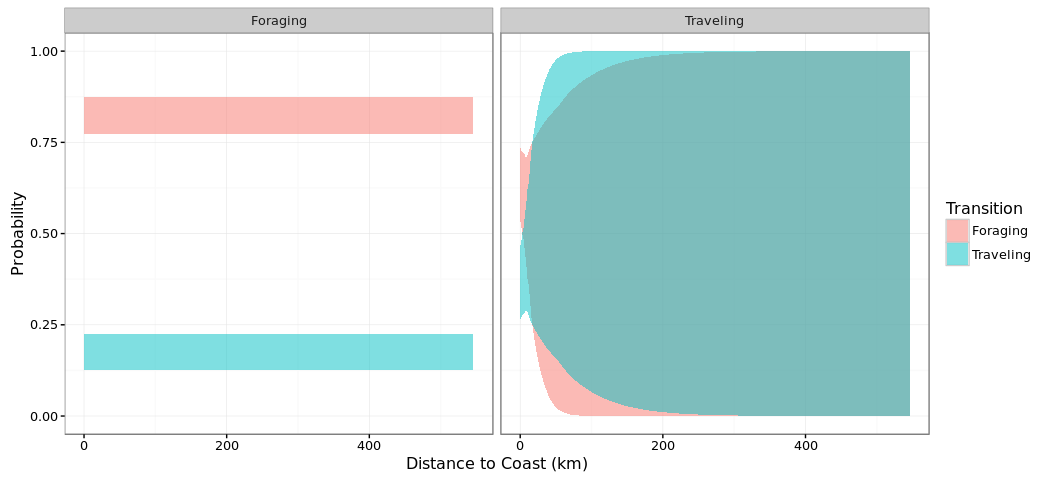 Foraging Traveling
1.00
0.75
0.50
0.25
0.00
Probability
0 200 400 0 200 400
Distance to Coast (km)
Transition
Foraging
Traveling